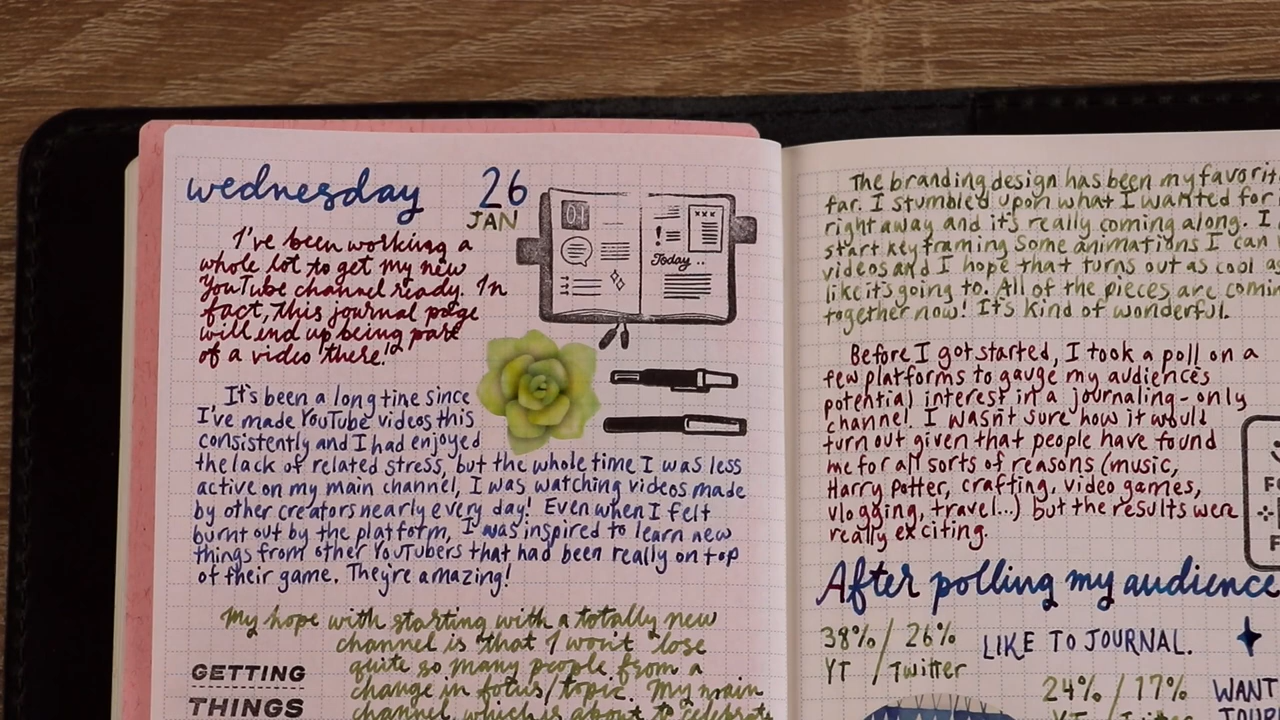 wednesday 26
JAN
I've been working a
whole lot to get my new
YouTube channel ready. In
fact, this journal page
will end up being part
of a video there!
01
Today ..
It's been a long time since
I've made YouTube videos this
consistently and I had enjoyed
the lack of related stress, but the whole time I was less
active on my main channel, I was watching videos made
by other creators nearly every day! Even when I felt
burnt out by the platform, I was inspired to learn new
things from other YouTubers that had been really on top
of their game. They're amazing!
My hope with starting with a totally new
channel is that I won't lose
quite so many people from a
change in focus/topic. My main
channel, which is about to celebrate
GETTING
THINGS
The branding design has been my favorit
far. I stumbled upon what I wanted for
right away and it's really coming along. I
start keyframing some animations I can
videos and I hope that turns out as cool a
like it's going to. All of the pieces are comin
together now! It's kind of wonderful.
Before I got started, I took a poll on a
few platforms to gauge my audiences
potential interest in a journaling-only
channel. I wasn't sure how it would
turn out given that people have found
me for all sorts of reasons (music,
Harry Potter, crafting, video games,
vlogging, travel...) but the results were
really exciting.
After polling my audience
38% / 26% LIKE TO JOURNAL.
YT / Twitter
24% / 17% WANT